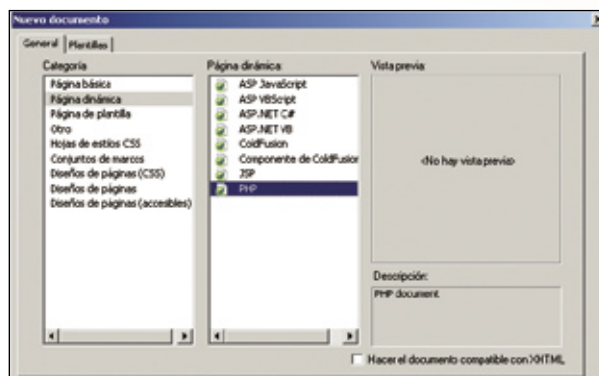 Nuevo documento
General
Plantillas
Categoría
Página básica
Página dinámica
Página de plantilla
Otro
Hojas de estilos CSS
Conjuntos de marcos
Diseños de páginas (CSS)
Diseños de páginas
Diseños de páginas (accesibles)
Página dinámica:
ASP JavaScript
ASP VBScript
ASP.NET C#
ASP.NET VB
ColdFusion
Componente de ColdFusion
JSP
PHP
Vista previa:
<No hay vista previa>
Descripción:
PHP document
Hacer el documento compatible con XHTML